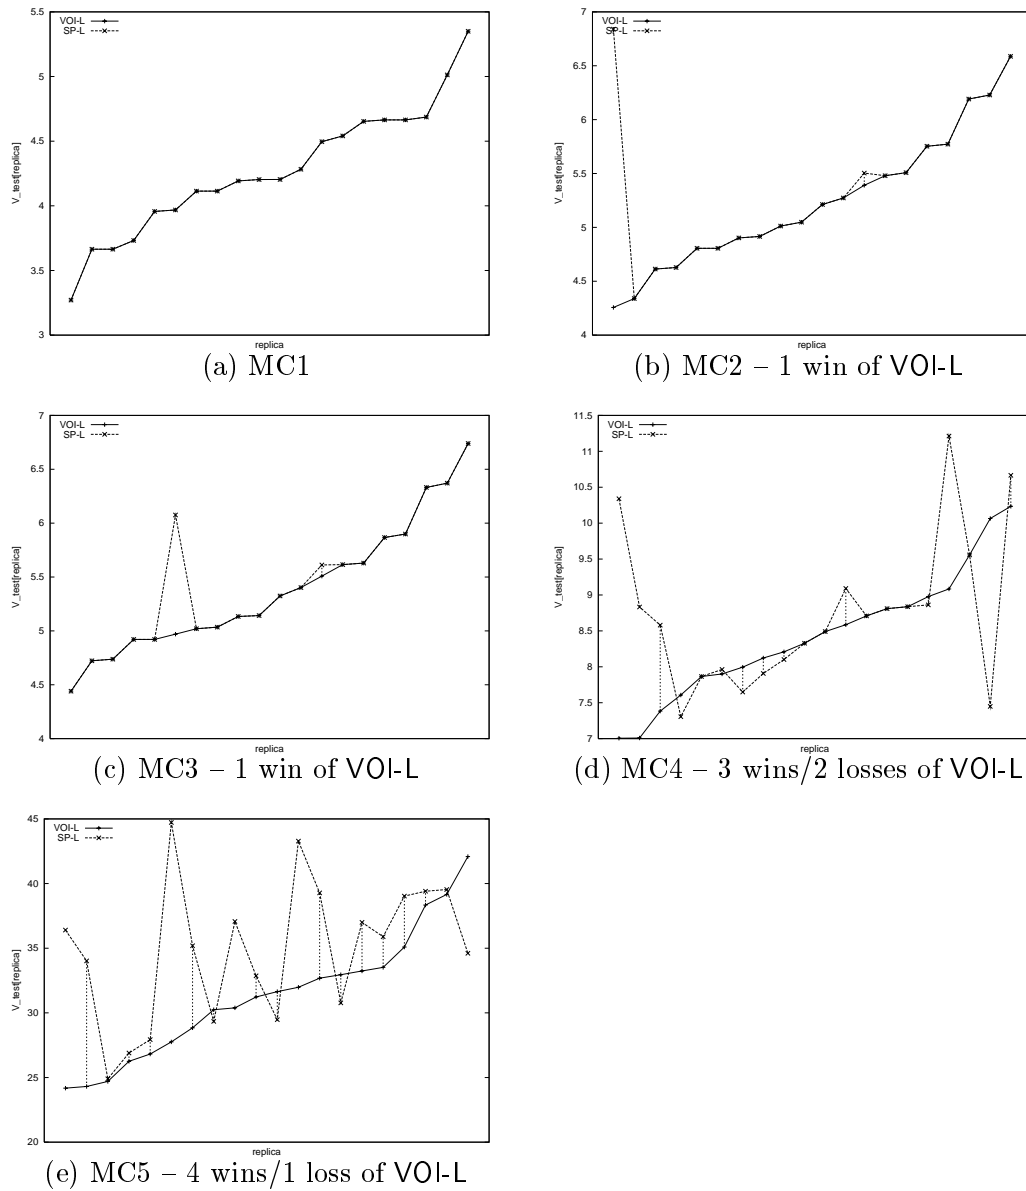 5.5
VOI-L
SP-L
5
4.5
V_test[replica]
4
3.5
3
replica
(a) MC1
7
VOI-L
SP-L
6.5
6
5.5
V_test[replica]
5
4.5
4
replica
(b) MC2 – 1 win of VOI-L
7
VOI-L
SP-L
6.5
6
5.5
V_test[replica]
5
4.5
4
replica
(c) MC3 – 1 win of VOI-L
11.5
VOI-L
SP-L
11
10.5
10
9.5
V_test[replica]
9
8.5
8
7.5
7
replica
(d) MC4 – 3 wins/2 losses of VOI-L
45
VOI-L
SP-L
40
35
V_test[replica]
30
25
20
replica
(e) MC5 – 4 wins/1 loss of VOI-L